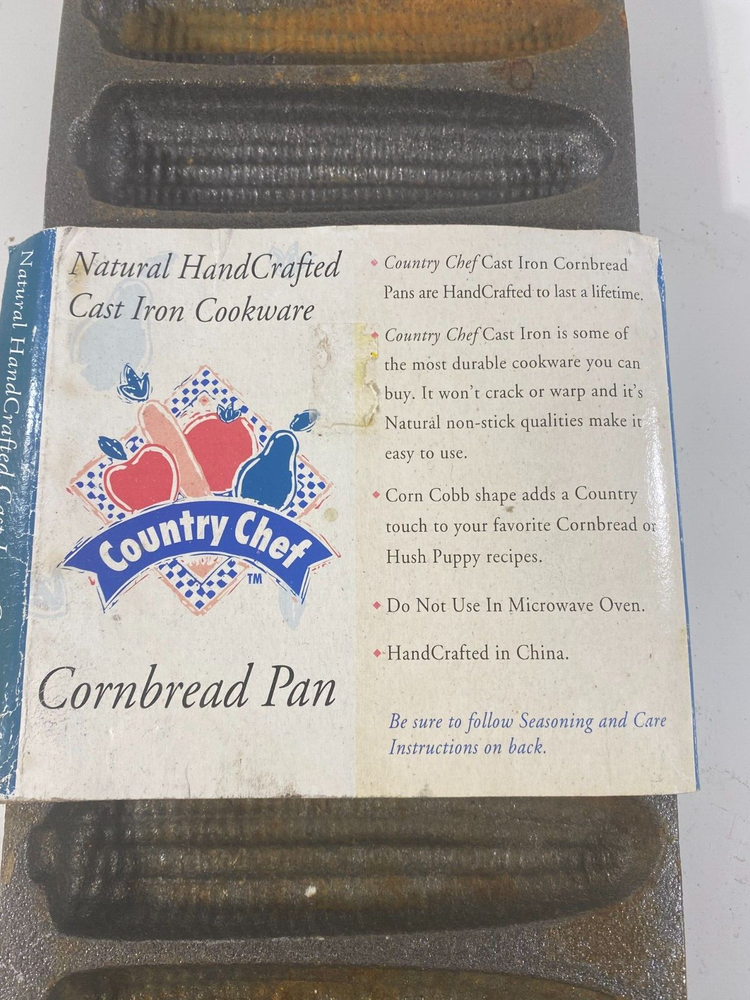 Natural HandCrafted
Cast Iron Cookware
Country Chef
TM
Cornbread Pan
Country Chef Cast Iron Cornbread
Pans are HandCrafted to last a lifetime.
Country Chef Cast Iron is some of
the most durable cookware you can
buy. It won't crack or warp and it's
Natural non-stick qualities make it
easy to use.
Corn Cobb shape adds a Country
touch to your favorite Cornbread or
Hush Puppy recipes.
Do Not Use In Microwave Oven.
HandCrafted in China.
Be sure to follow Seasoning and Care
Instructions on back.
Natural HandCrafted